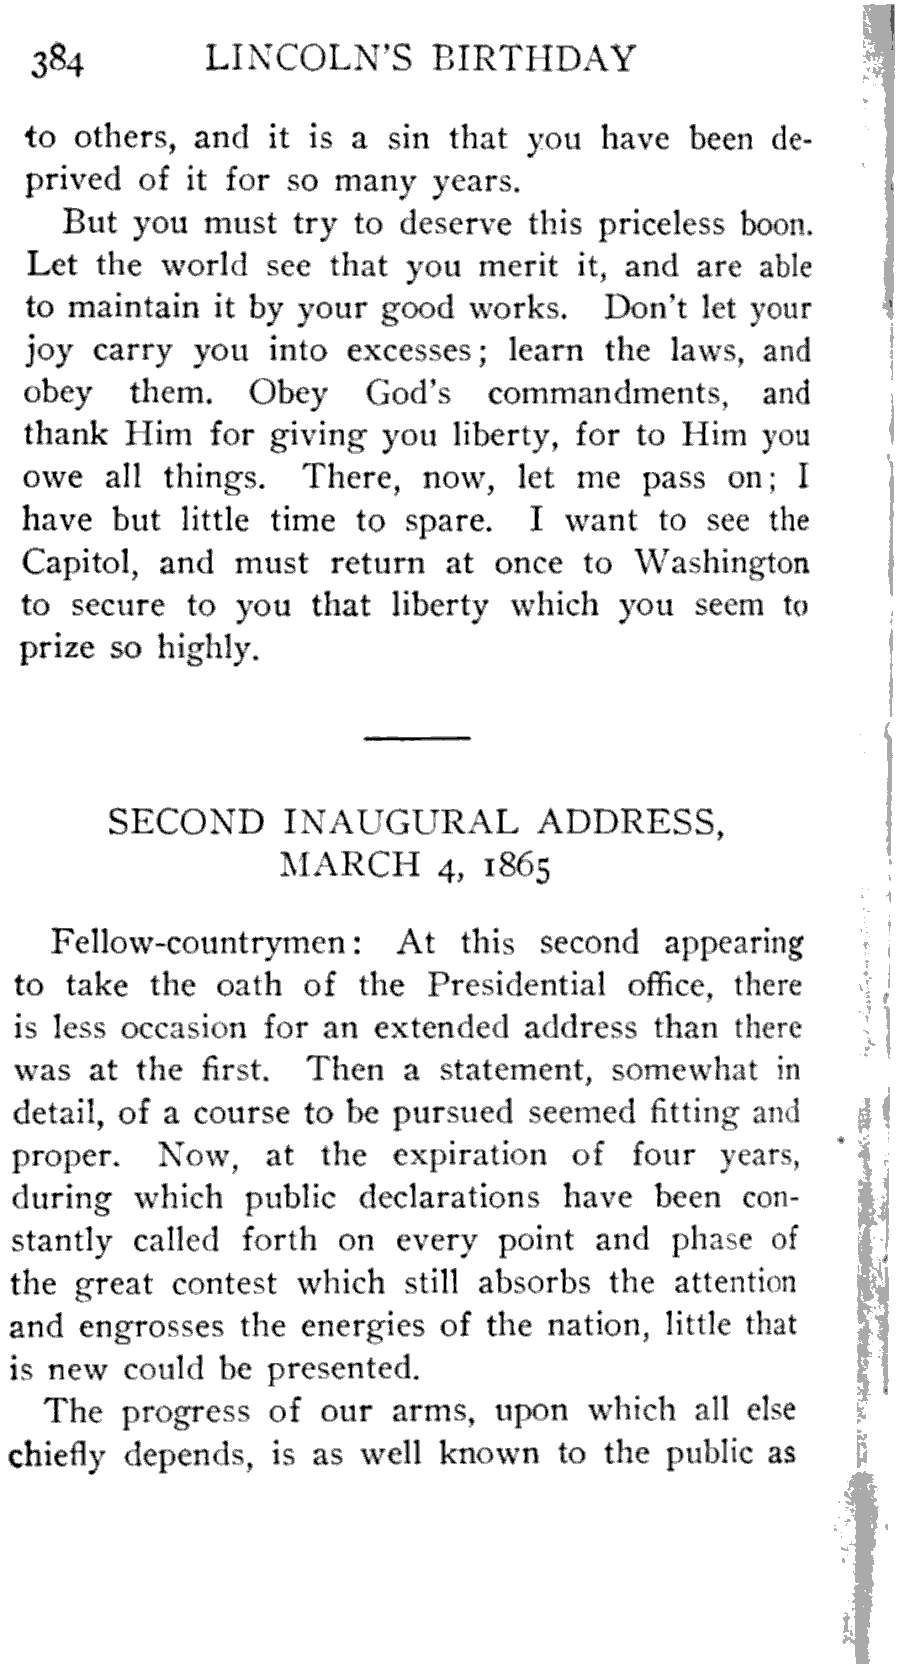 384 LINCOLN'S BIRTHDAY
to others, and it is a sin that you have been de-
prived of it for so many years.
But you must try to deserve this priceless boon.
Let the world see that you merit it, and are able
to maintain it by your good works. Don't let your
joy carry you into excesses; learn the laws, and
obey them. Obey God's commandments, and
thank Him for giving you liberty, for to Him you
owe all things. There, now, let me pass on; I
have but little time to spare. I want to see the
Capitol, and must return at once to Washington
to secure to you that liberty which you seem to
prize so highly.
SECOND INAUGURAL ADDRESS,
MARCH 4, 1865
Fellow-countrymen: At this second appearing
to take the oath of the Presidential office, there
is less occasion for an extended address than there
was at the first. Then a statement, somewhat in
detail, of a course to be pursued seemed fitting and
proper. Now, at the expiration of four years,
during which public declarations have been con-
stantly called forth on every point and phase of
the great contest which still absorbs the attention
and engrosses the energies of the nation, little that
is new could be presented.
The progress of our arms, upon which all else
chiefly depends, is as well known to the public as